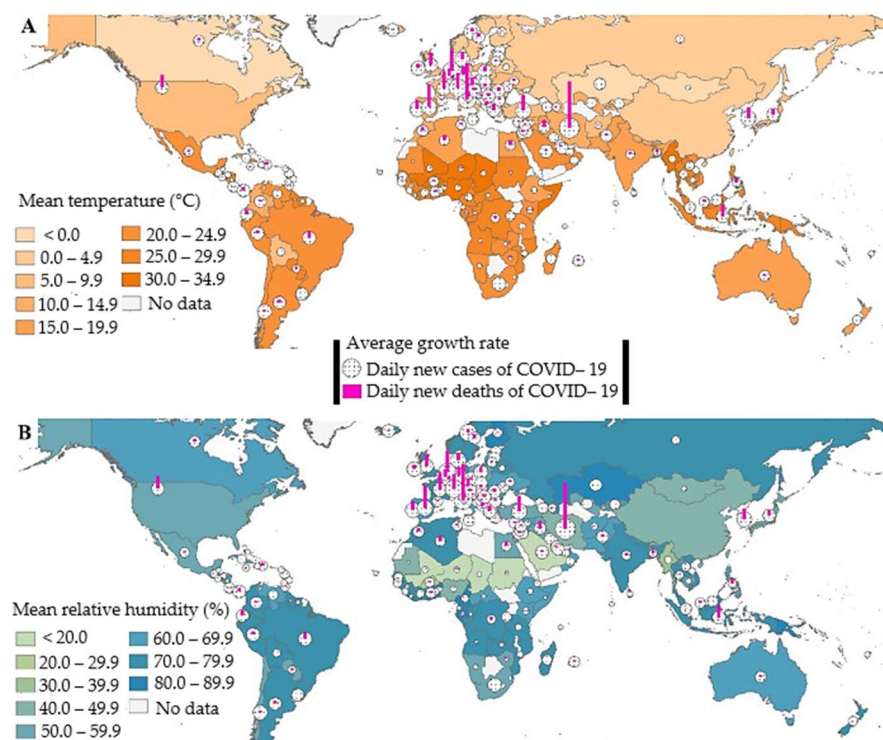 A
Mean temperature (°C)
< 0.0
0.0 – 4.9
5.0 – 9.9
10.0 – 14.9
15.0 – 19.9
20.0 – 24.9
25.0 – 29.9
30.0 – 34.9
No data
Average growth rate
Daily new cases of COVID– 19
Daily new deaths of COVID– 19
B
Mean relative humidity (%)
< 20.0
20.0 – 29.9
30.0 – 39.9
40.0 – 49.9
50.0 – 59.9
60.0 – 69.9
70.0 – 79.9
80.0 – 89.9
No data